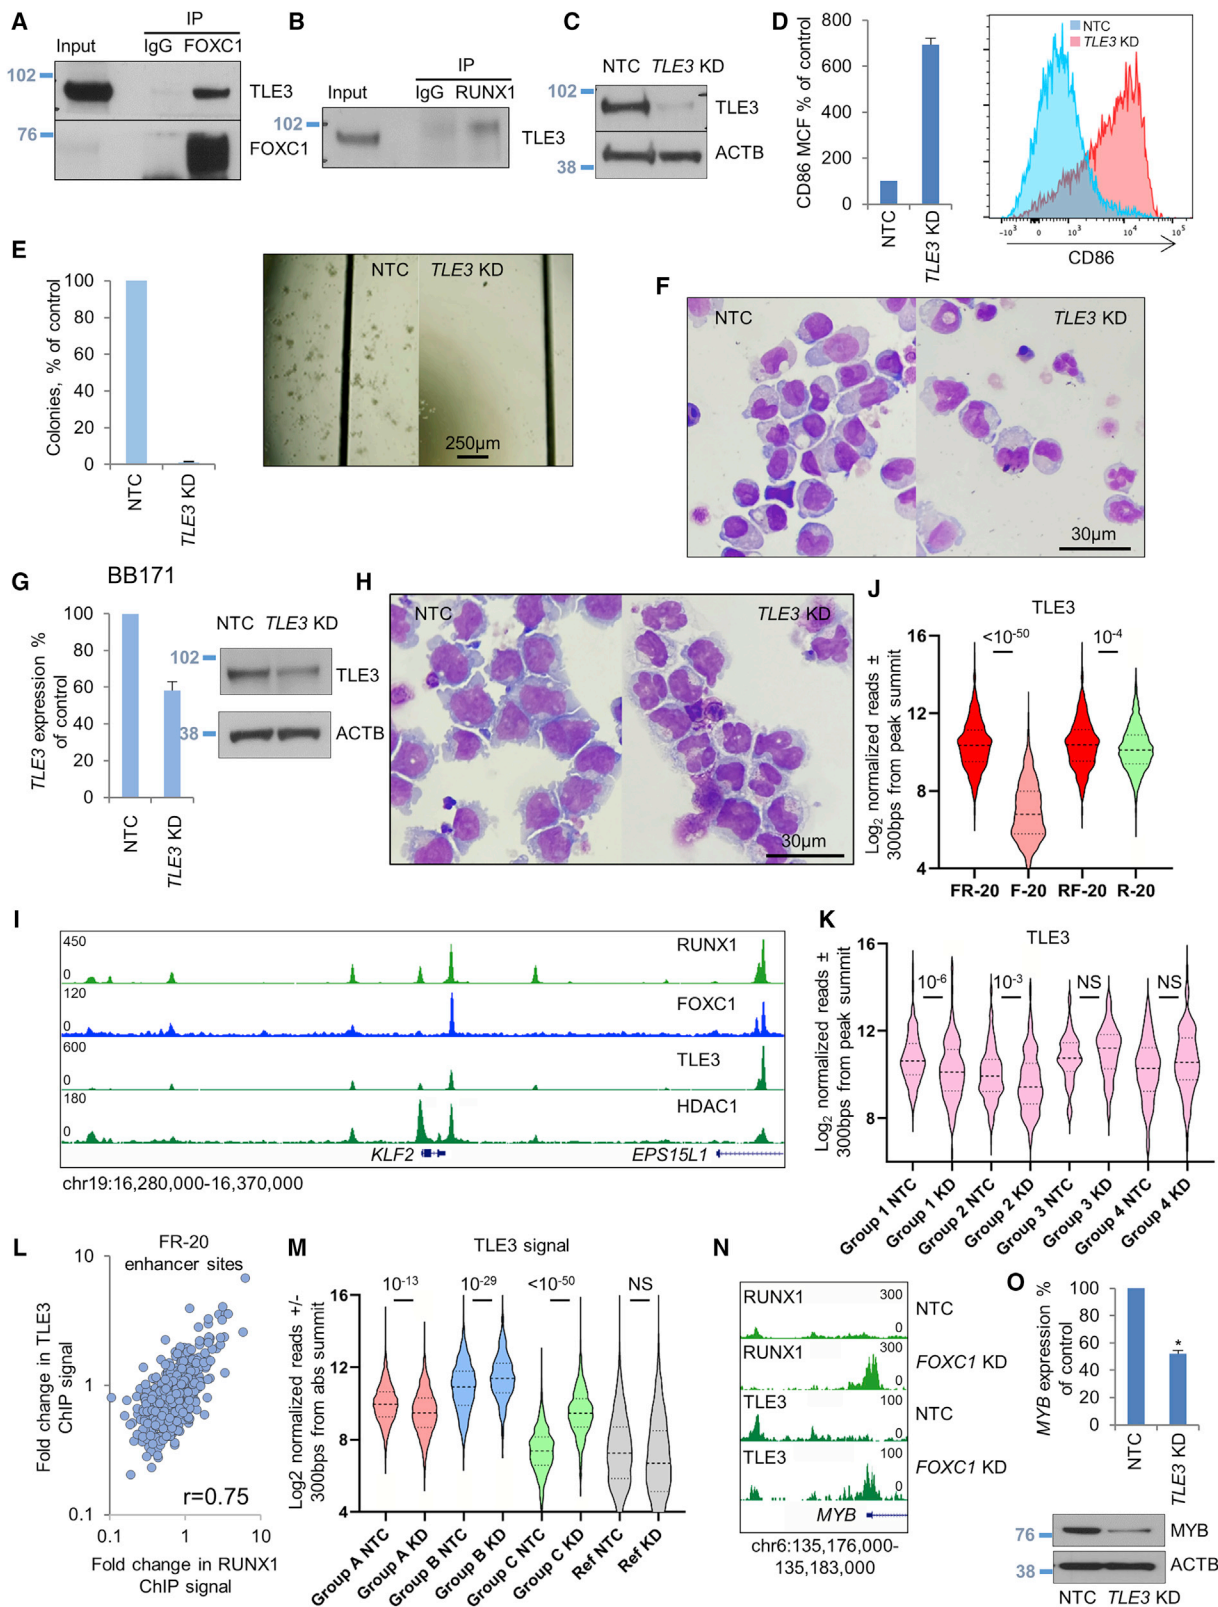 A
IP
Input IgG FOXC1
102
TLE3
76
FOXC1
B
IP
Input IgG RUNX1
102
TLE3
C
NTC TLE3 KD
102
TLE3
ACTB
38
D
CD86 MCF % of control
800
600
400
200
0
NTC
TLE3 KD
NTC
TLE3 KD
-10³ 0 10³ 10⁴ 10⁵
CD86
E
Colonies, % of control
100
80
60
40
20
0
NTC
TLE3 KD
NTC TLE3 KD
250µm
F
NTC
TLE3 KD
30µm
G
BB171
TLE3 expression %
of control
100
80
60
40
20
0
NTC
TLE3 KD
NTC TLE3 KD
102
TLE3
38
ACTB
H
NTC
TLE3 KD
30µm
J
TLE3
Log₂ normalized reads ±
300bps from peak summit
16
12
8
4
<10⁻⁵⁰
10⁻⁴
FR-20 F-20 RF-20 R-20
I
450
0
RUNX1
120
0
FOXC1
600
0
TLE3
180
0
HDAC1
KLF2
EPS15L1
chr19:16,280,000-16,370,000
K
TLE3
Log₂ normalized reads ±
300bps from peak summit
16
12
8
10⁻⁶
10⁻³
NS
NS
Group 1 NTC
Group 1 KD
Group 2 NTC
Group 2 KD
Group 3 NTC
Group 3 KD
Group 4 NTC
Group 4 KD
L
FR-20
enhancer sites
Fold change in TLE3
ChIP signal
10
1
0.1
r=0.75
0.1 1 10
Fold change in RUNX1
ChIP signal
M
TLE3 signal
Log2 normalized reads +/-
300bps from abs summit
16
12
8
4
10⁻¹³
10⁻²⁹
<10⁻⁵⁰
NS
Group A NTC
Group A KD
Group B NTC
Group B KD
Group C NTC
Group C KD
Ref NTC
Ref KD
N
RUNX1
300
0
NTC
RUNX1
300
0
FOXC1 KD
TLE3
100
0
NTC
TLE3
100
0
FOXC1 KD
MYB
chr6:135,176,000-
135,183,000
O
MYB expression %
of control
100
80
60
40
20
0
*
NTC
TLE3 KD
76
MYB
38
ACTB
NTC TLE3 KD